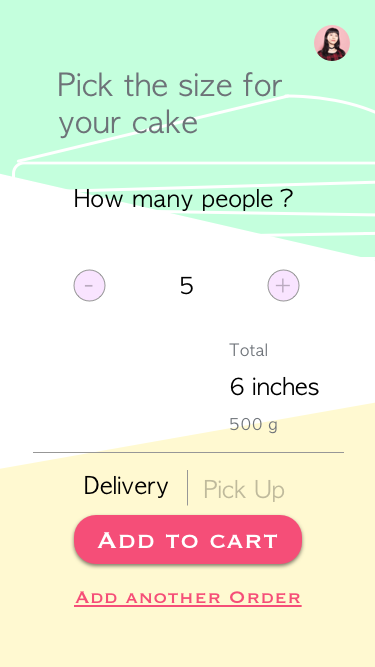 Pick the size for
your cake
How many people ?
- 5 +
Total
6 inches
500 g
Delivery Pick Up
Add to cart
Add another Order